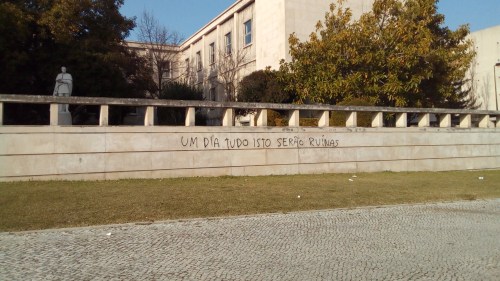 UM DIA TUDO ISTO SERÃO RUÍNAS